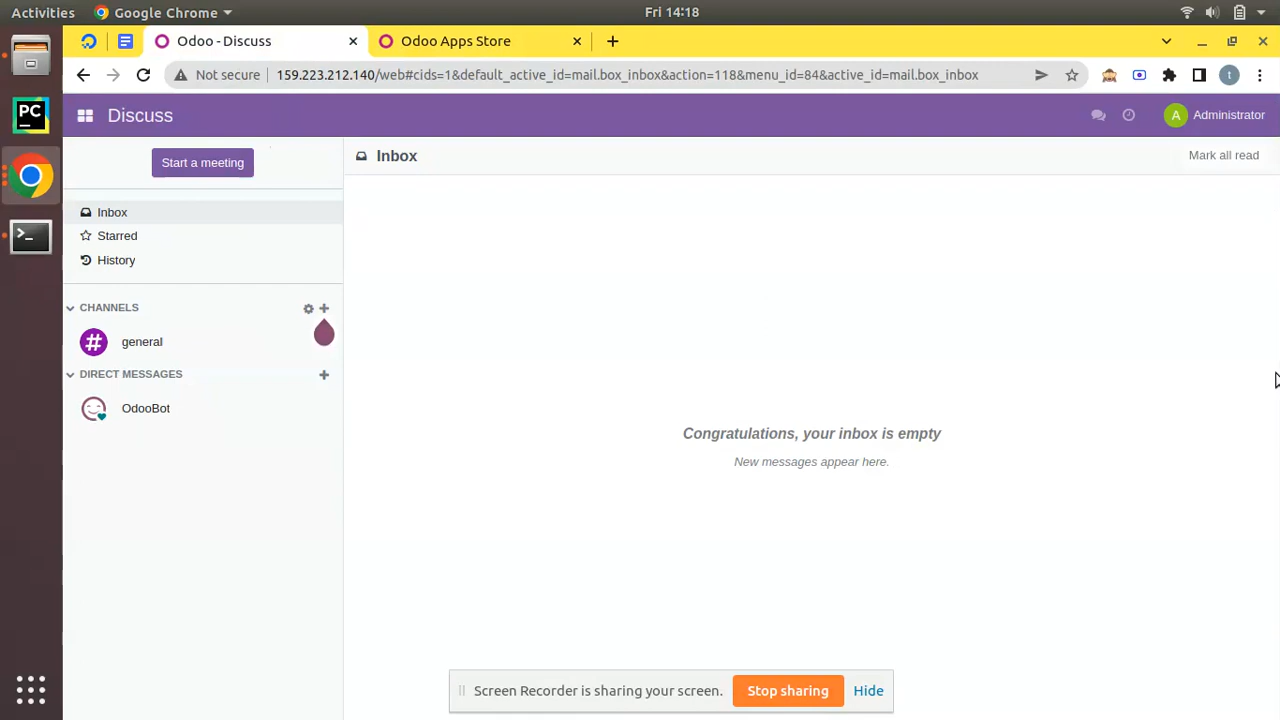 Activities
Google Chrome
Fri 14:18
Odoo - Discuss
Odoo Apps Store
Not secure
159.223.212.140/web#cids=1&default_active_id=mail.box_inbox&action=118&menu_id=84&active_id=mail.box_inbox
t
PC
Discuss
A Administrator
Start a meeting
Inbox
Mark all read
Inbox
Starred
History
CHANNELS
# general
DIRECT MESSAGES
OdooBot
Congratulations, your inbox is empty
New messages appear here.
Screen Recorder is sharing your screen.
Stop sharing
Hide